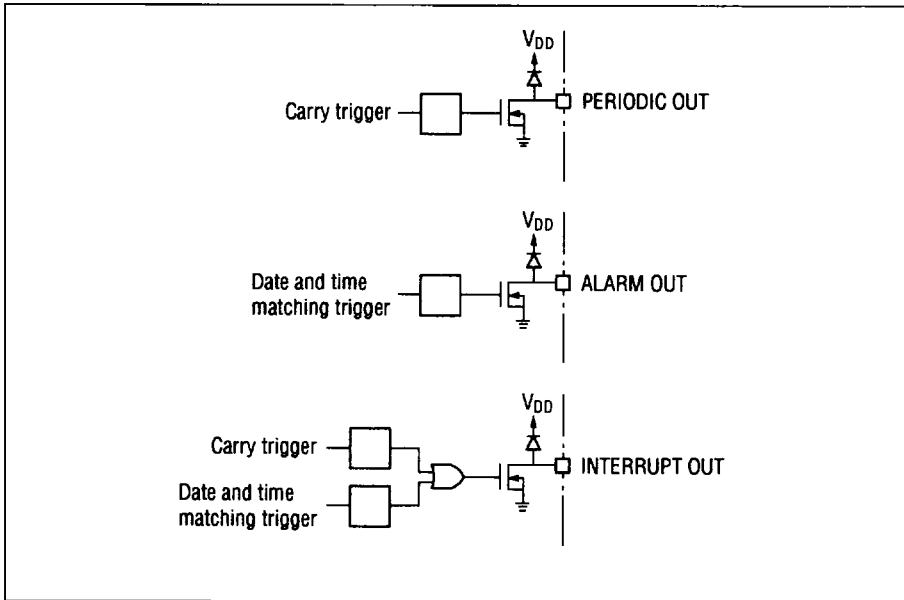 VDD
Carry trigger
PERIODIC OUT
VDD
Date and time
matching trigger
ALARM OUT
VDD
Carry trigger
INTERRUPT OUT
Date and time
matching trigger